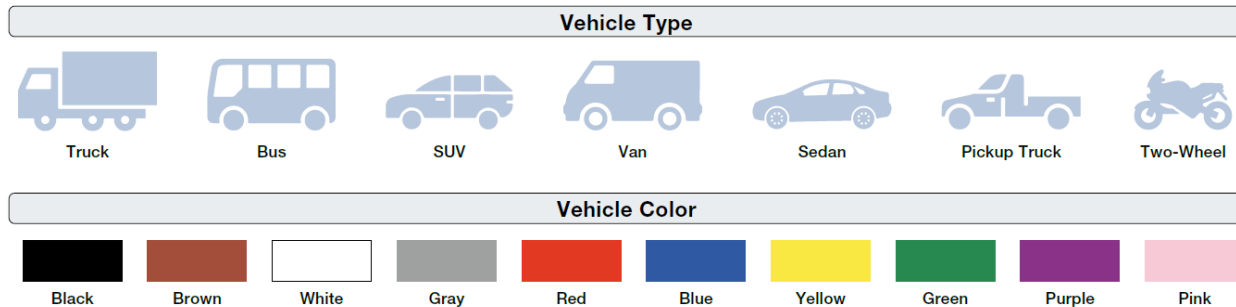 Vehicle Type
Truck Bus SUV Van Sedan Pickup Truck Two-Wheel
Vehicle Color
Black Brown White Gray Red Blue Yellow Green Purple Pink